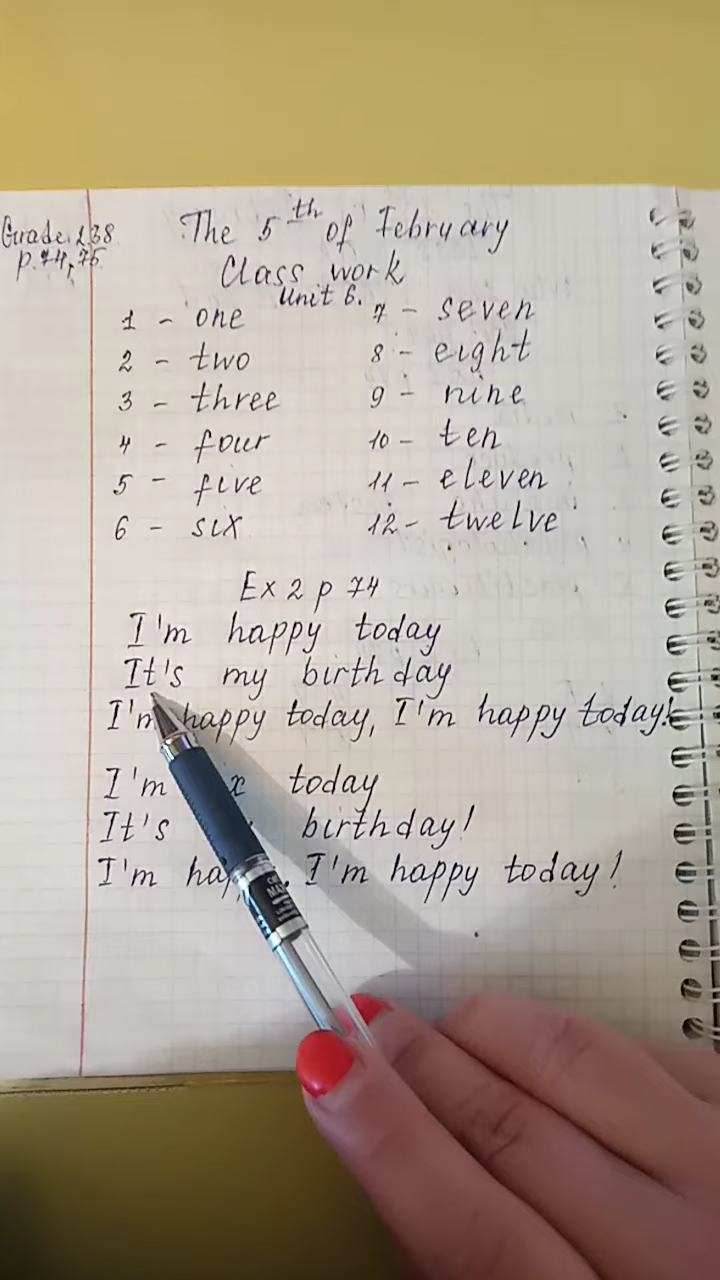 The 5th of February
Grade 2
p. 74, 75
Class work
Unit 6.
1 - one
2 - two
3 - three
4 - four
5 - five
6 - six
7 - seven
8 - eight
9 - nine
10 - ten
11 - eleven
12 - twelve
Ex 2 p 74
I'm happy today
It's my birthday
I'm happy today, I'm happy today!
I'm today
It's birthday!
I'm I'm happy today!